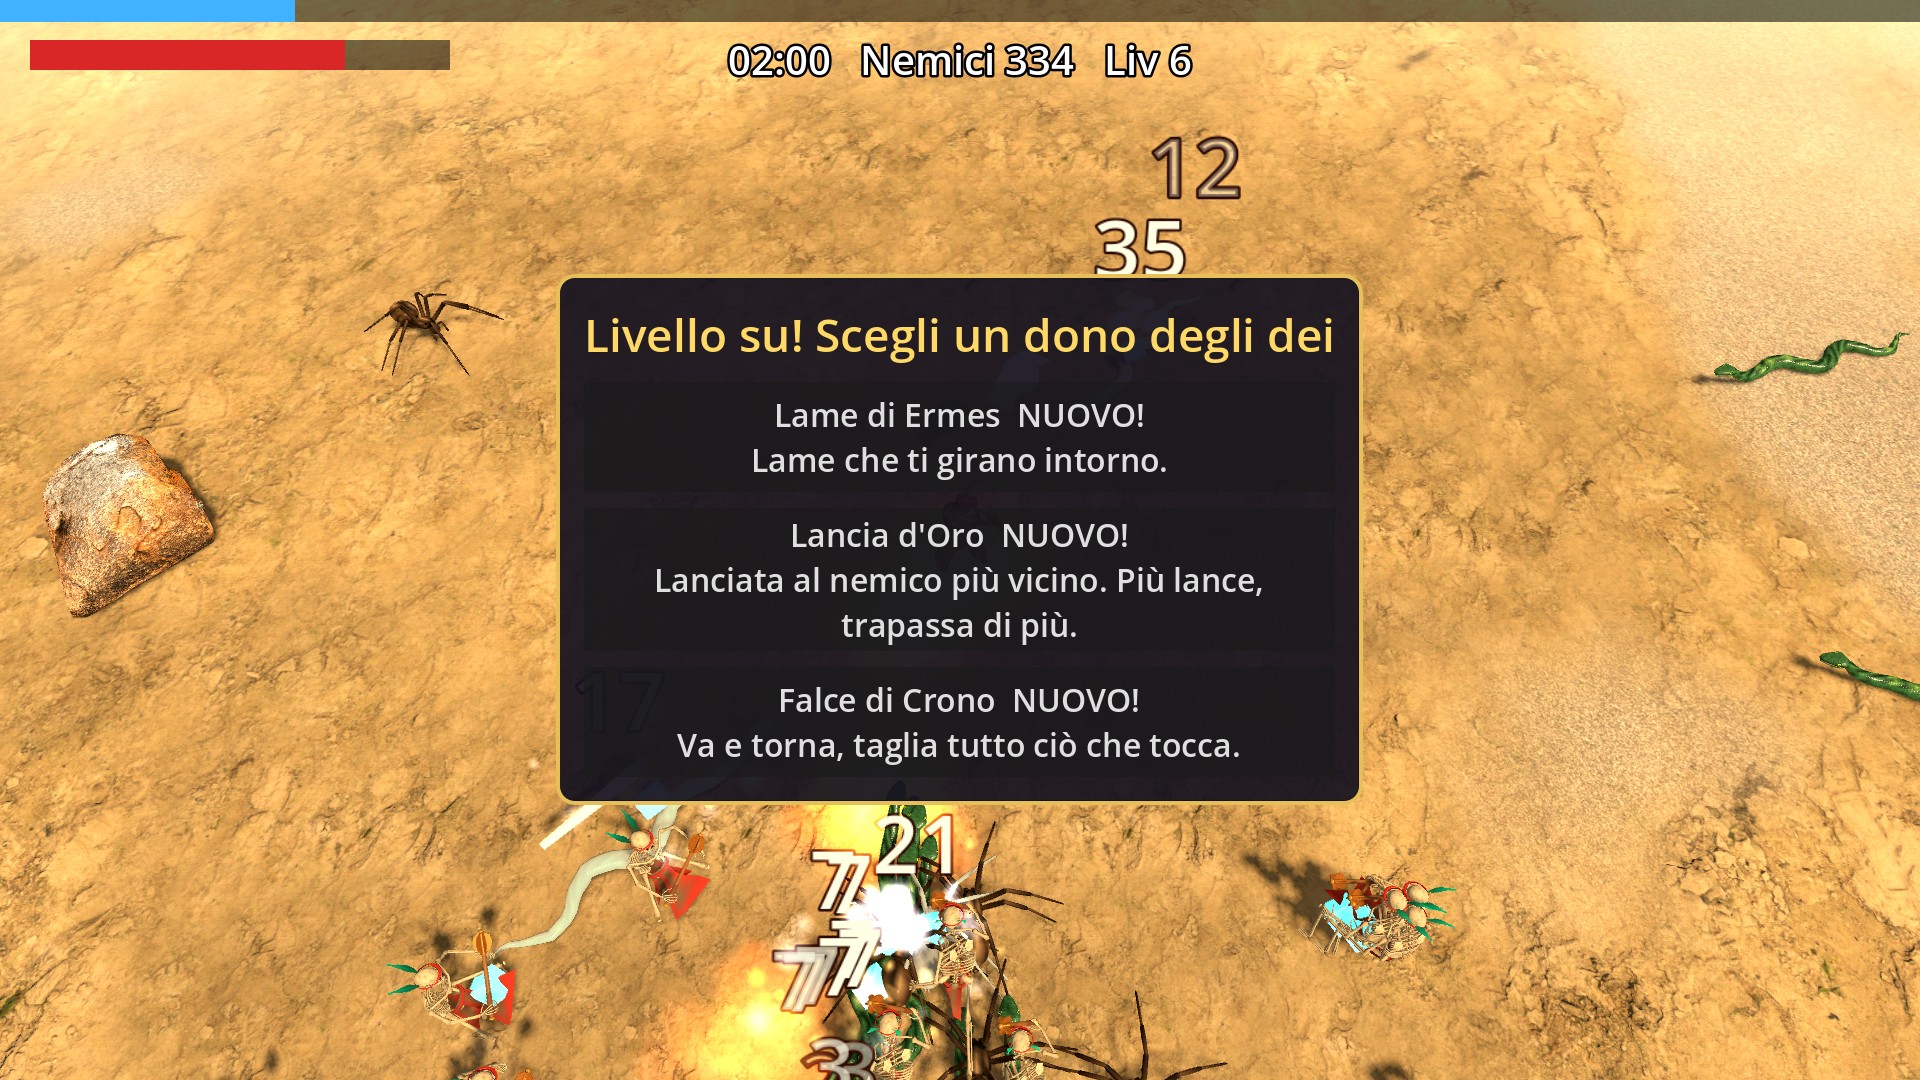 02:00 Nemici 334 Liv 6
12
35
Livello su! Scegli un dono degli dei
Lame di Ermes NUOVO!
Lame che ti girano intorno.
Lancia d'Oro NUOVO!
Lanciata al nemico più vicino. Più lance,
trapassa di più.
17
Falce di Crono NUOVO!
Va e torna, taglia tutto ciò che tocca.
21